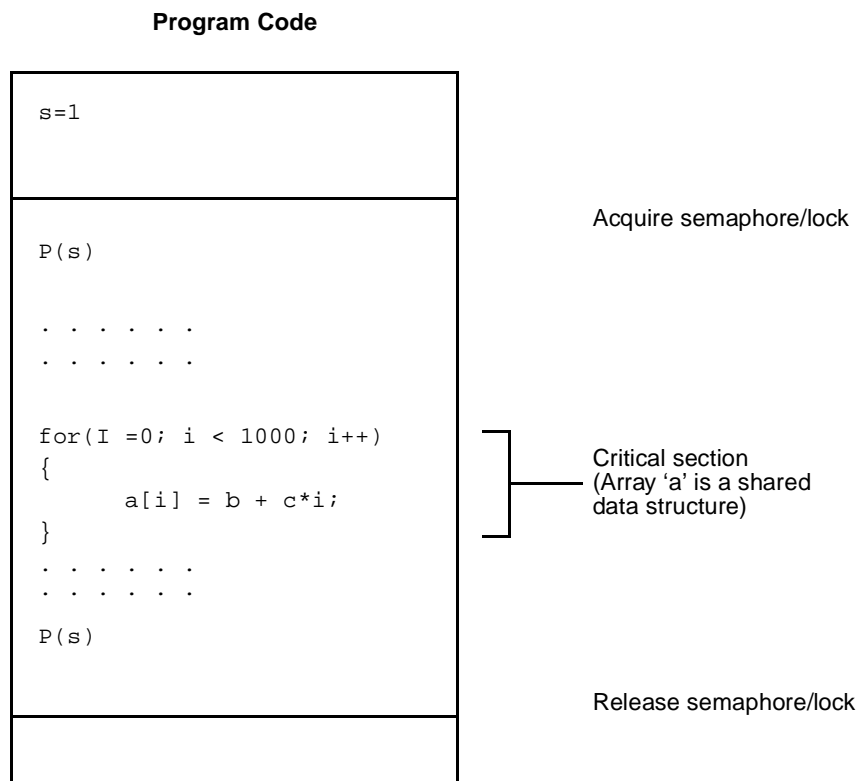 Program Code
s=1
Acquire semaphore/lock
P(s)
. . . . . .
. . . . . .
for(I =0; i < 1000; i++)
{
a[i] = b + c*i;
}
Critical section
(Array ‘a’ is a shared
data structure)
. . . . . .
. . . . . .
P(s)
Release semaphore/lock